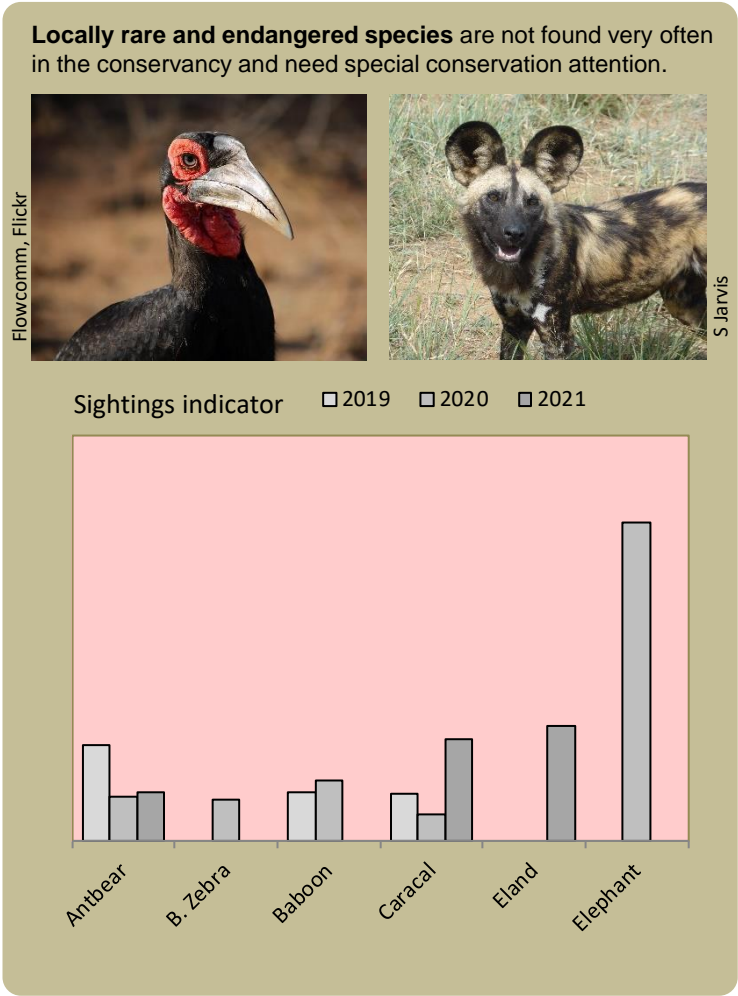 Locally rare and endangered species are not found very often
in the conservancy and need special conservation attention.
Flowcomm, Flickr
S Jarvis
Sightings indicator
2019
2020
2021
Antbear
B. Zebra
Baboon
Caracal
Eland
Elephant